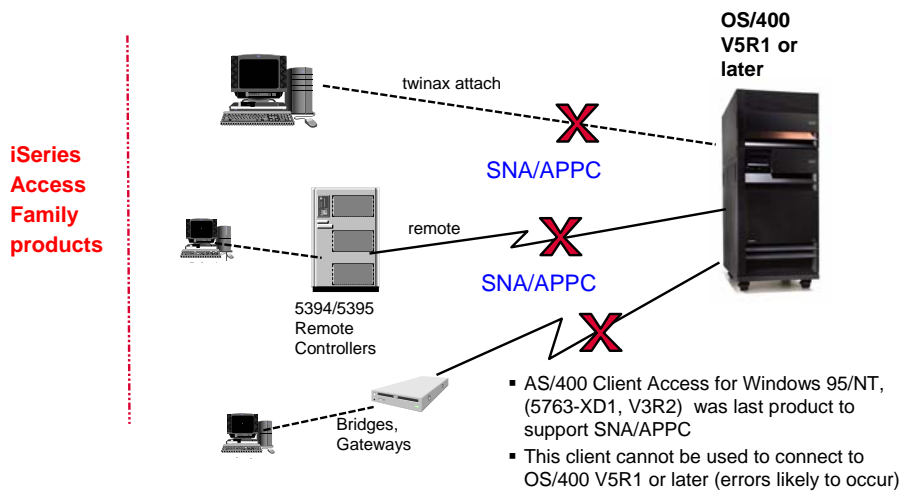 OS/400
V5R1 or
later
twinax attach
SNA/APPC
iSeries
Access
Family
products
remote
SNA/APPC
5394/5395
Remote
Controllers
Bridges,
Gateways
▪ AS/400 Client Access for Windows 95/NT,
(5763-XD1, V3R2) was last product to
support SNA/APPC
▪ This client cannot be used to connect to
OS/400 V5R1 or later (errors likely to occur)